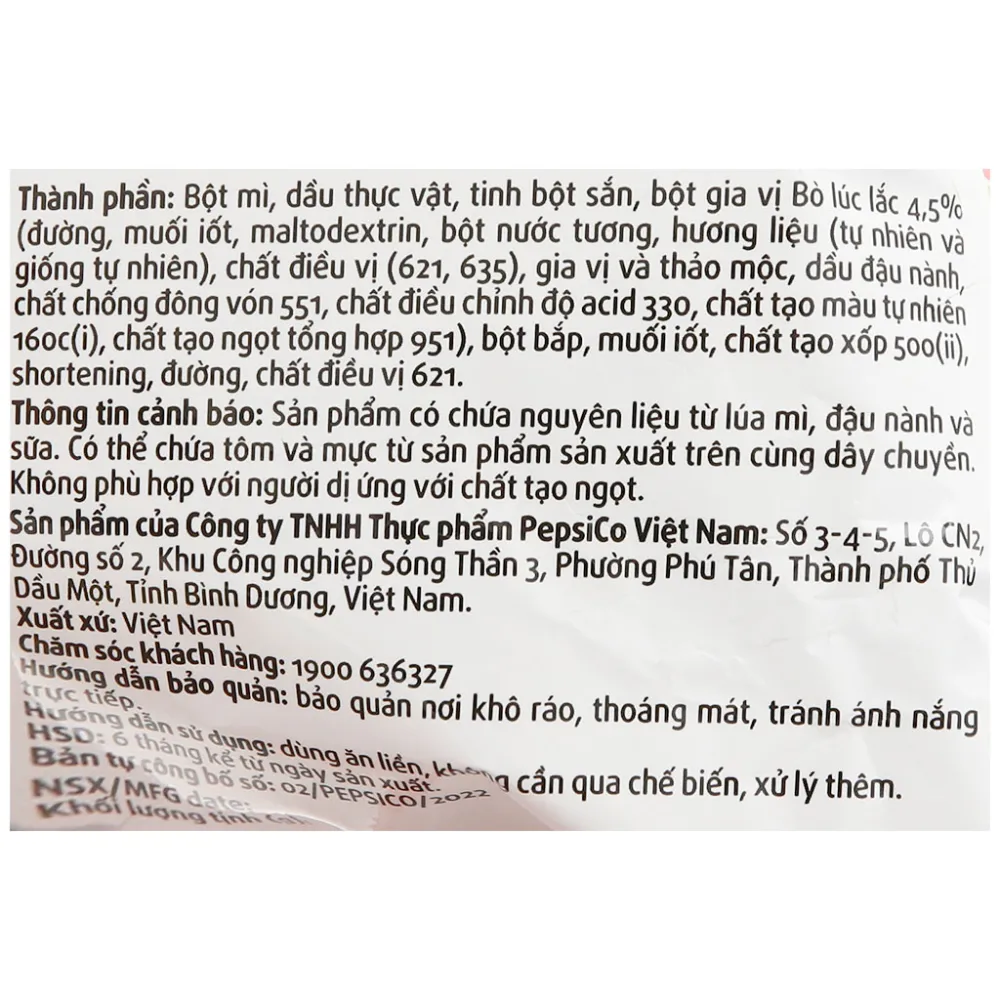 Thành phần: Bột mì, dầu thực vật, tinh bột sắn, bột gia vị Bò lúc lắc 4,5%
(đường, muối iốt, maltodextrin, bột nước tương, hương liệu (tự nhiên và
giống tự nhiên), chất điều vị (621, 635), gia vị và thảo mộc, dầu đậu nành,
chất chống đông vón 551, chất điều chỉnh độ acid 330, chất tạo màu tự nhiên
160c(i), chất tạo ngọt tổng hợp 951), bột bắp, muối iốt, chất tạo xốp 500(ii),
shortening, đường, chất điều vị 621.
Thông tin cảnh báo: Sản phẩm có chứa nguyên liệu từ lúa mì, đậu nành và
sữa. Có thể chứa tôm và mực từ sản phẩm sản xuất trên cùng dây chuyền.
Không phù hợp với người dị ứng với chất tạo ngọt.
Sản phẩm của Công ty TNHH Thực phẩm PepsiCo Việt Nam: Số 3-4-5, Lô CN2,
Đường số 2, Khu Công nghiệp Sóng Thần 3, Phường Phú Tân, Thành phố Thủ
Dầu Một, Tỉnh Bình Dương, Việt Nam.
Xuất xứ: Việt Nam
Chăm sóc khách hàng: 1900 636327
Hướng dẫn bảo quản: bảo quản nơi khô ráo, thoáng mát, tránh ánh nắng
trực tiếp.
Hướng dẫn sử dụng: dùng ăn liền, không cần qua chế biến, xử lý thêm.
HSD: 6 tháng kể từ ngày sản xuất.
Bản tự công bố số: 02/PEPSICO/2022
NSX/MFG date:
Khối lượng tịnh